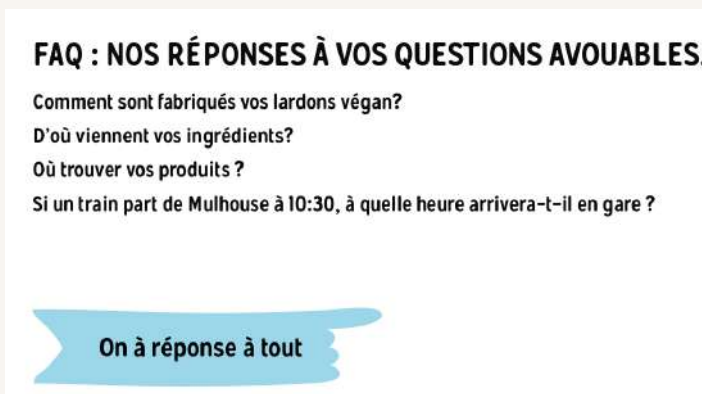 FAQ : NOS RÉPONSES À VOS QUESTIONS AVOUABLES.
Comment sont fabriqués vos lardons végan?
D'où viennent vos ingrédients?
Où trouver vos produits ?
Si un train part de Mulhouse à 10:30, à quelle heure arrivera-t-il en gare ?
On à réponse à tout